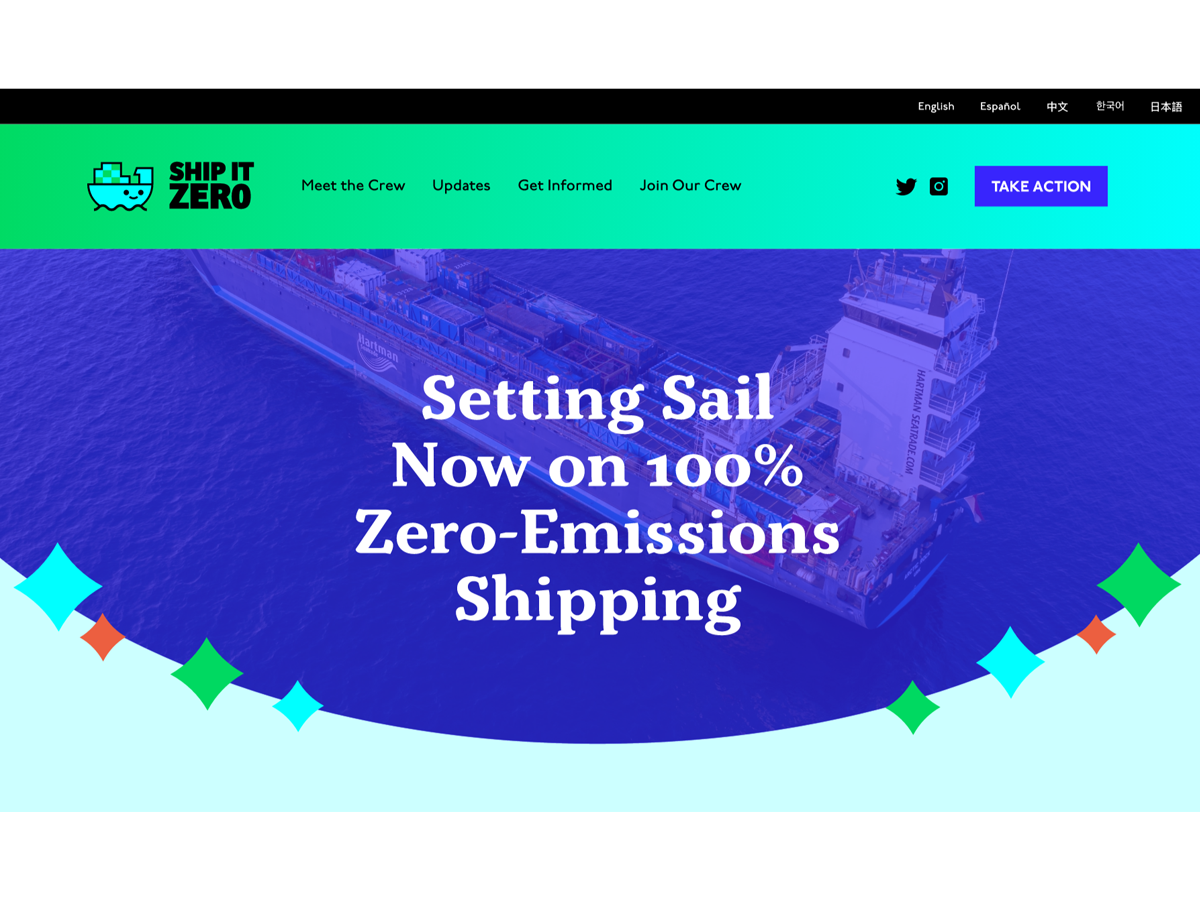 English Español 中文 한국어 日本語
SHIP IT
ZERO
Meet the Crew Updates Get Informed Join Our Crew
TAKE ACTION
Hartman
HARTMAN SEATRADE.COM
Setting Sail
Now on 100%
Zero-Emissions
Shipping